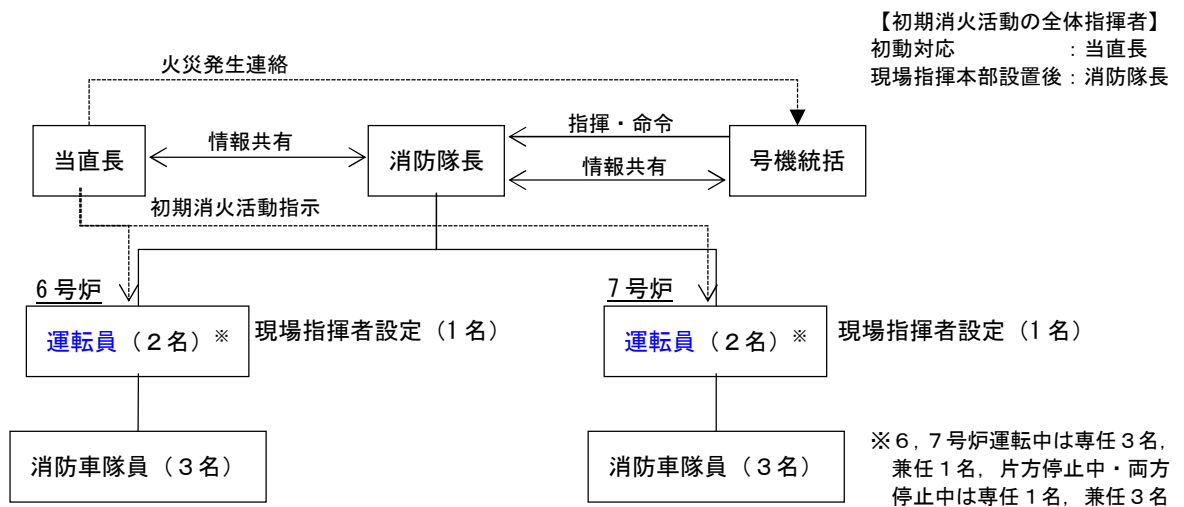 【初期消火活動の全体指揮者】
初動対応　　　　　：当直長
現場指揮本部設置後：消防隊長
火災発生連絡
当直長
情報共有
消防隊長
指揮・命令
情報共有
号機統括
初期消火活動指示
6号炉
運転員（２名）※
現場指揮者設定（1名）
7号炉
運転員（２名）※
現場指揮者設定（1名）
消防車隊員（３名）
消防車隊員（３名）
※６，７号炉運転中は専任３名，
兼任１名，片方停止中・両方
停止中は専任１名，兼任３名